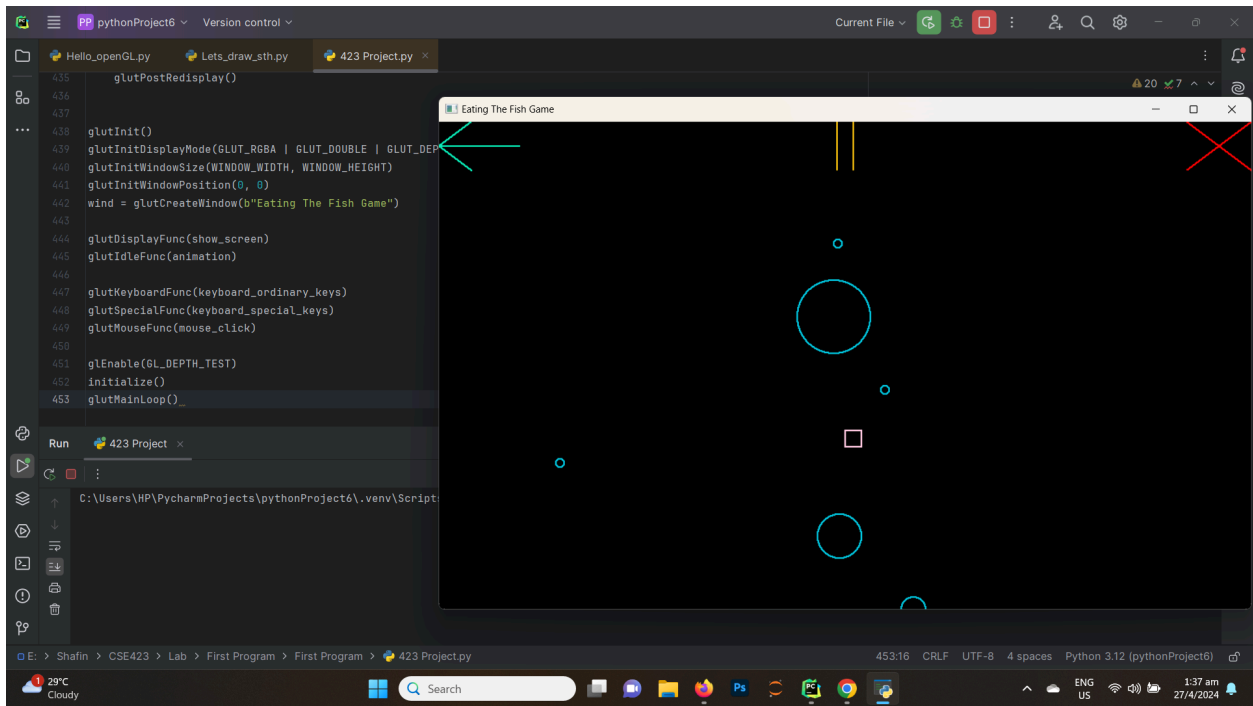 PP pythonProject6 Version control Current File
Hello_openGL.py Lets_draw_sth.py 423 Project.py
435 glutPostRedisplay()
20 7
436
Eating The Fish Game
437
438 glutInit()
439 glutInitDisplayMode(GLUT_RGBA | GLUT_DOUBLE | GLUT_DEP
440 glutInitWindowSize(WINDOW_WIDTH, WINDOW_HEIGHT)
441 glutInitWindowPosition(0, 0)
442 wind = glutCreateWindow(b"Eating The Fish Game")
443
444 glutDisplayFunc(show_screen)
445 glutIdleFunc(animation)
446
447 glutKeyboardFunc(keyboard_ordinary_keys)
448 glutSpecialFunc(keyboard_special_keys)
449 glutMouseFunc(mouse_click)
450
451 glEnable(GL_DEPTH_TEST)
452 initialize()
453 glutMainLoop()
Run 423 Project
C:\Users\HP\PycharmProjects\pythonProject6\.venv\Script
E: > Shafin > CSE423 > Lab > First Program > First Program > 423 Project.py 453:16 CRLF UTF-8 4 spaces Python 3.12 (pythonProject6)
1 29°C
Cloudy
Search
Ps
ENG
US
1:37 am
27/4/2024